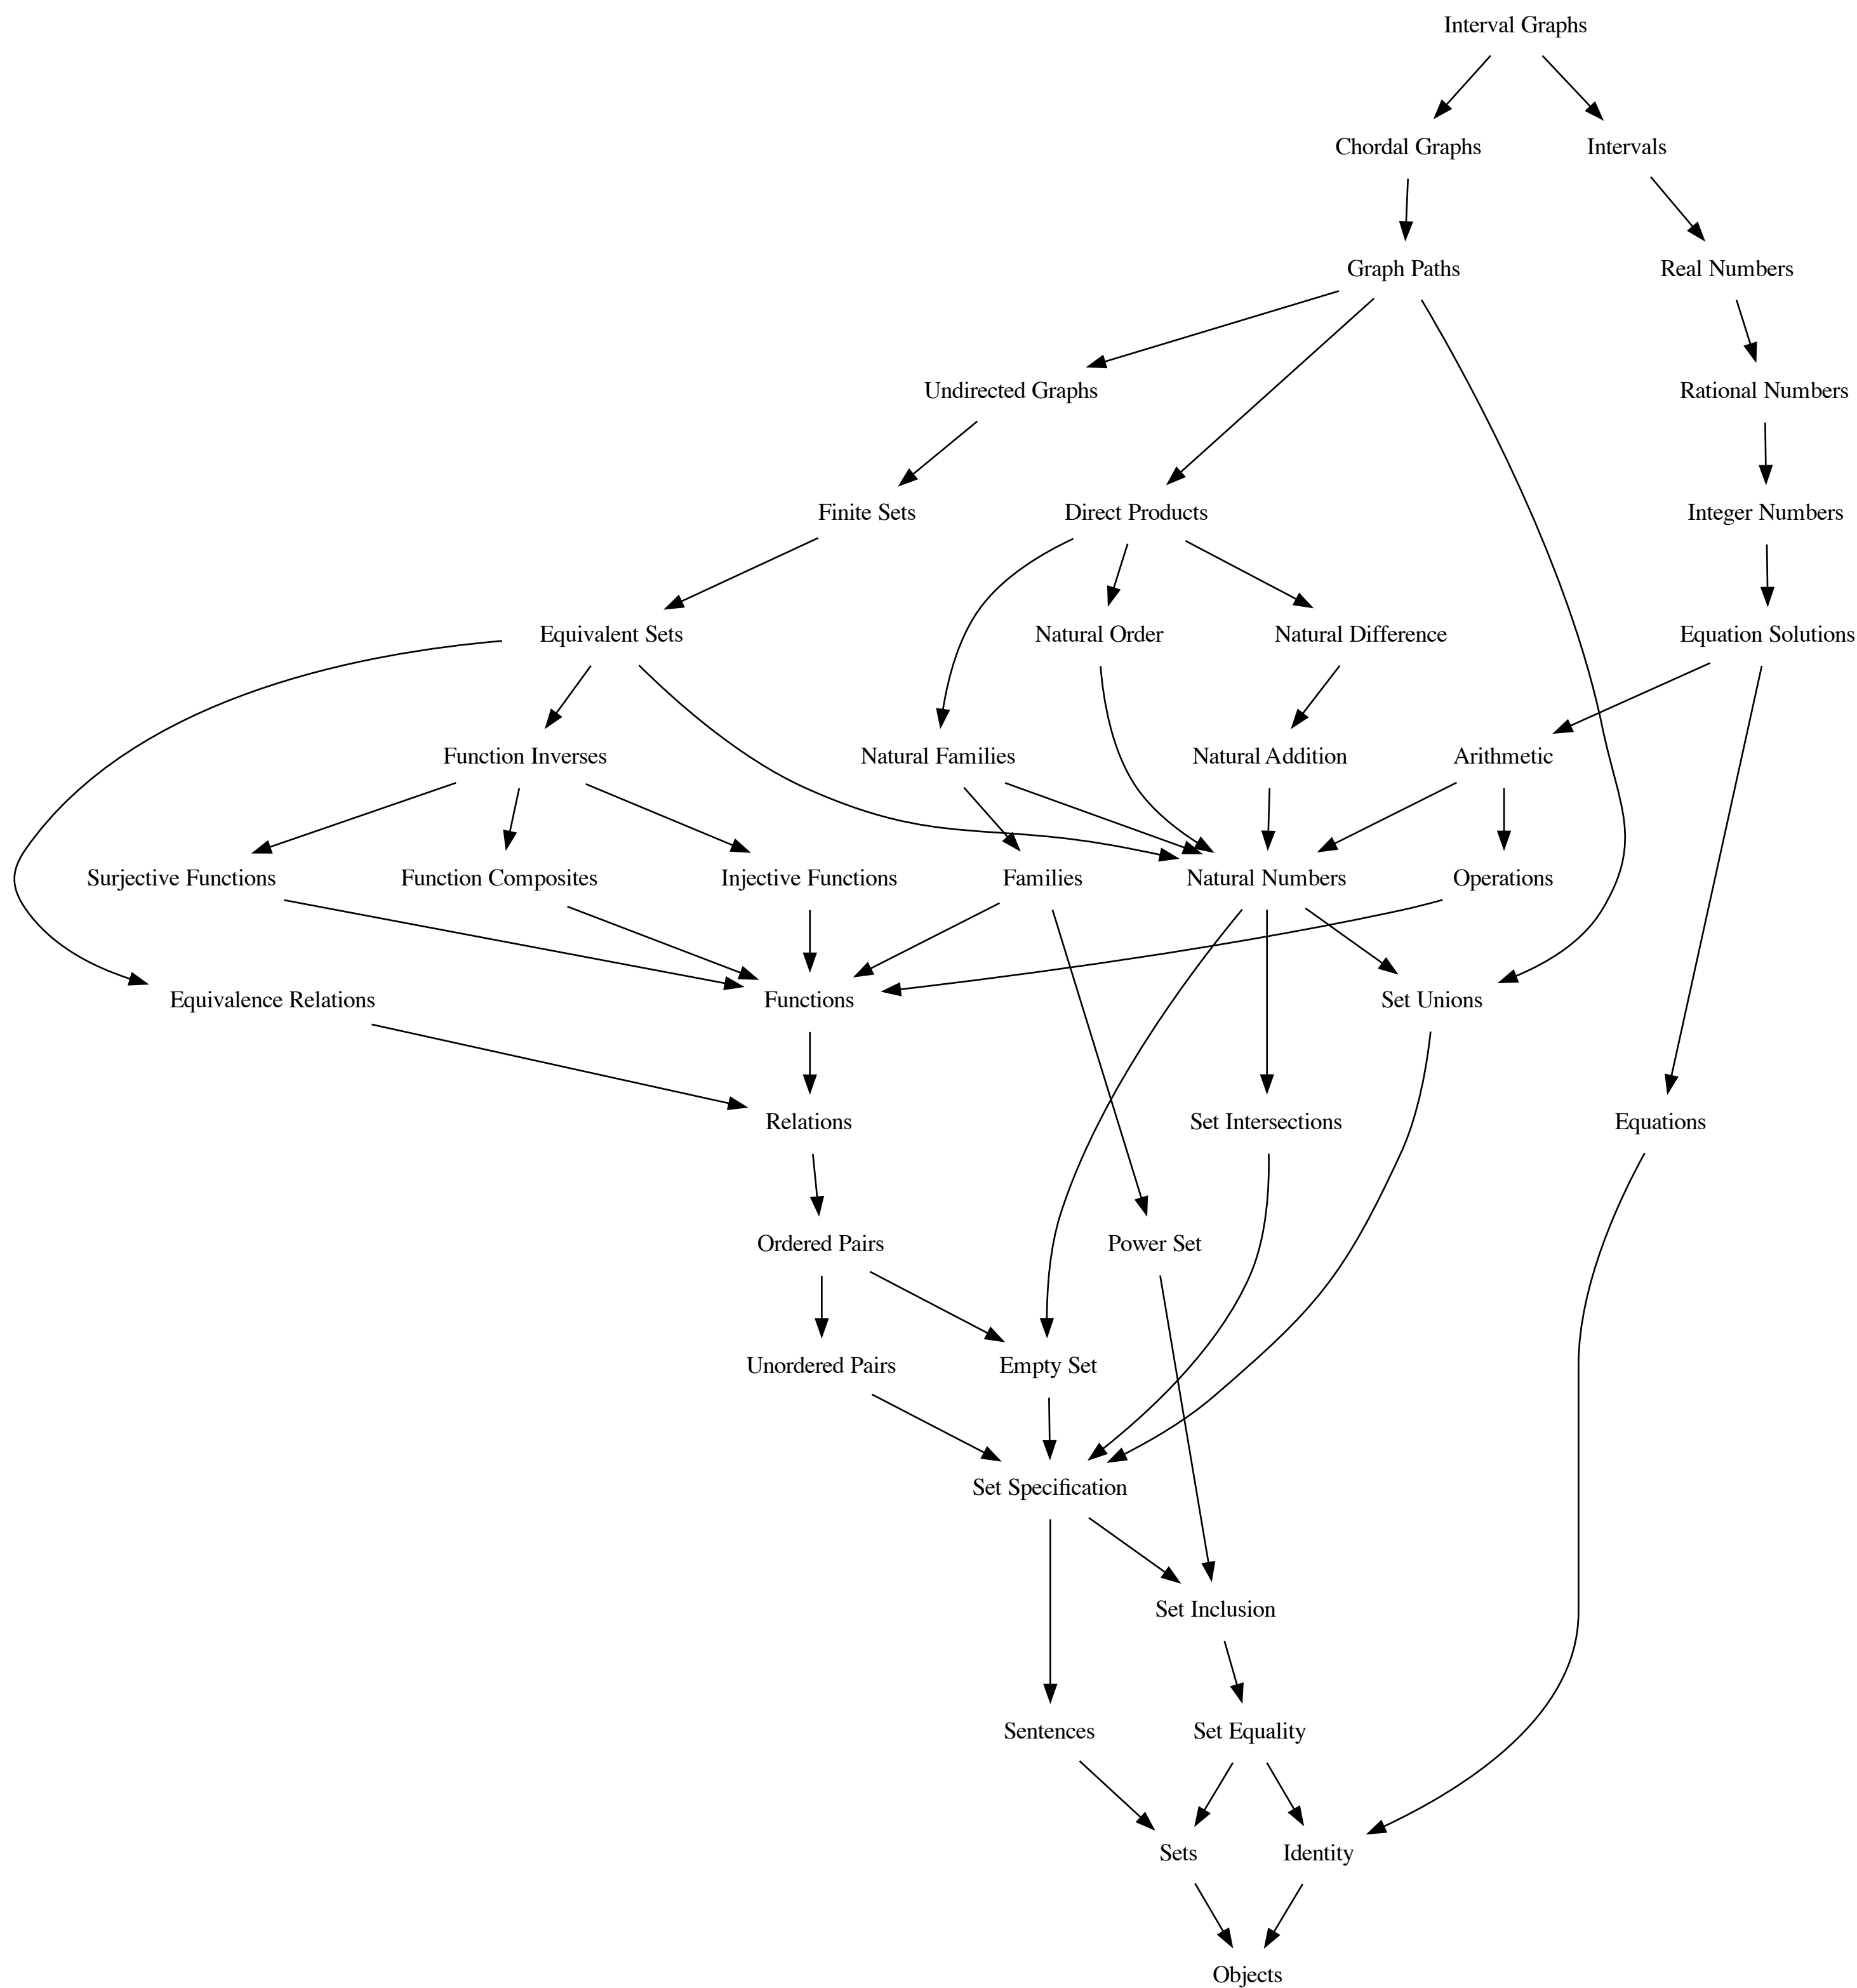 Interval Graphs
Chordal Graphs
Intervals
Graph Paths
Real Numbers
Undirected Graphs
Rational Numbers
Finite Sets
Direct Products
Integer Numbers
Equivalent Sets
Natural Order
Natural Difference
Equation Solutions
Function Inverses
Natural Families
Natural Addition
Arithmetic
Surjective Functions
Function Composites
Injective Functions
Families
Natural Numbers
Operations
Equivalence Relations
Functions
Set Unions
Relations
Set Intersections
Equations
Ordered Pairs
Power Set
Unordered Pairs
Empty Set
Set Specification
Set Inclusion
Sentences
Set Equality
Sets
Identity
Objects